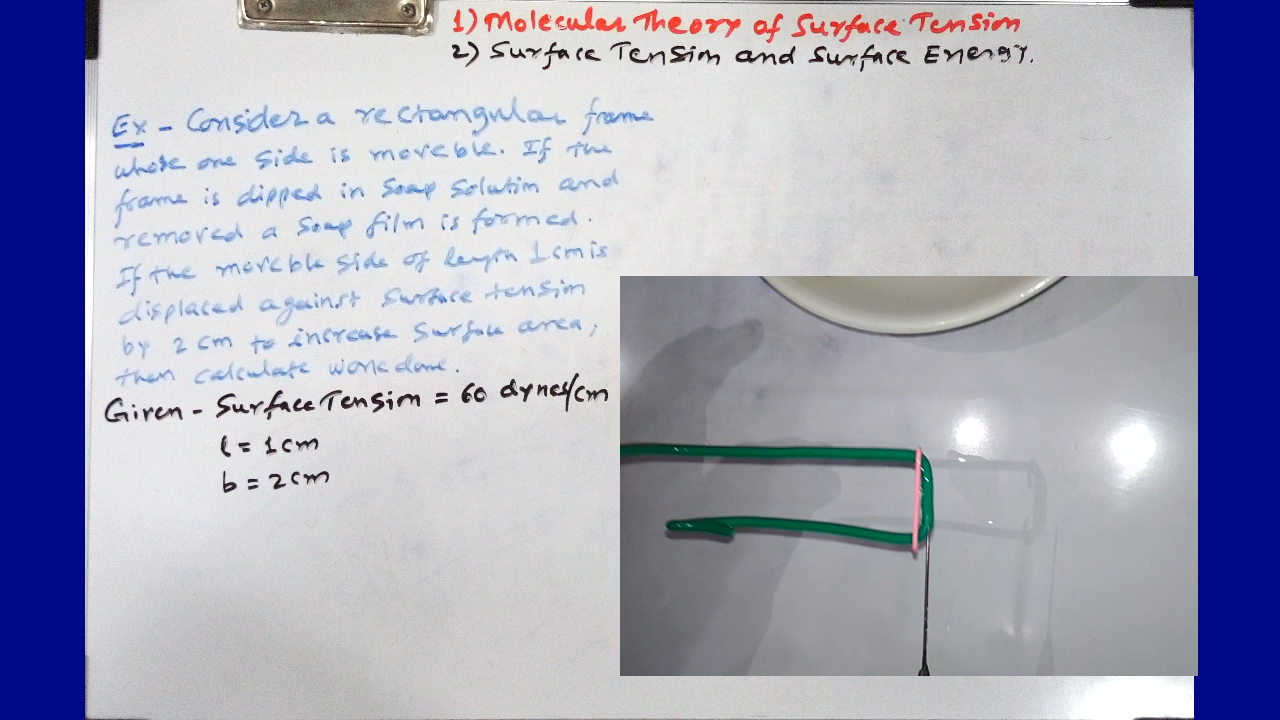 1) Molecular Theory of Surface Tension
2) Surface Tension and Surface Energy.
Ex - Consider a rectangular frame
whose one side is moveble. If the
frame is dipped in Soap Solution and
removed a Soap film is formed.
If the moveble side of length 1cm is
displaced against Surface tension
by 2 cm to increase Surface area,
then calculate work done.
Given - Surface Tension = 60 dynes/cm
l = 1cm
b = 2cm